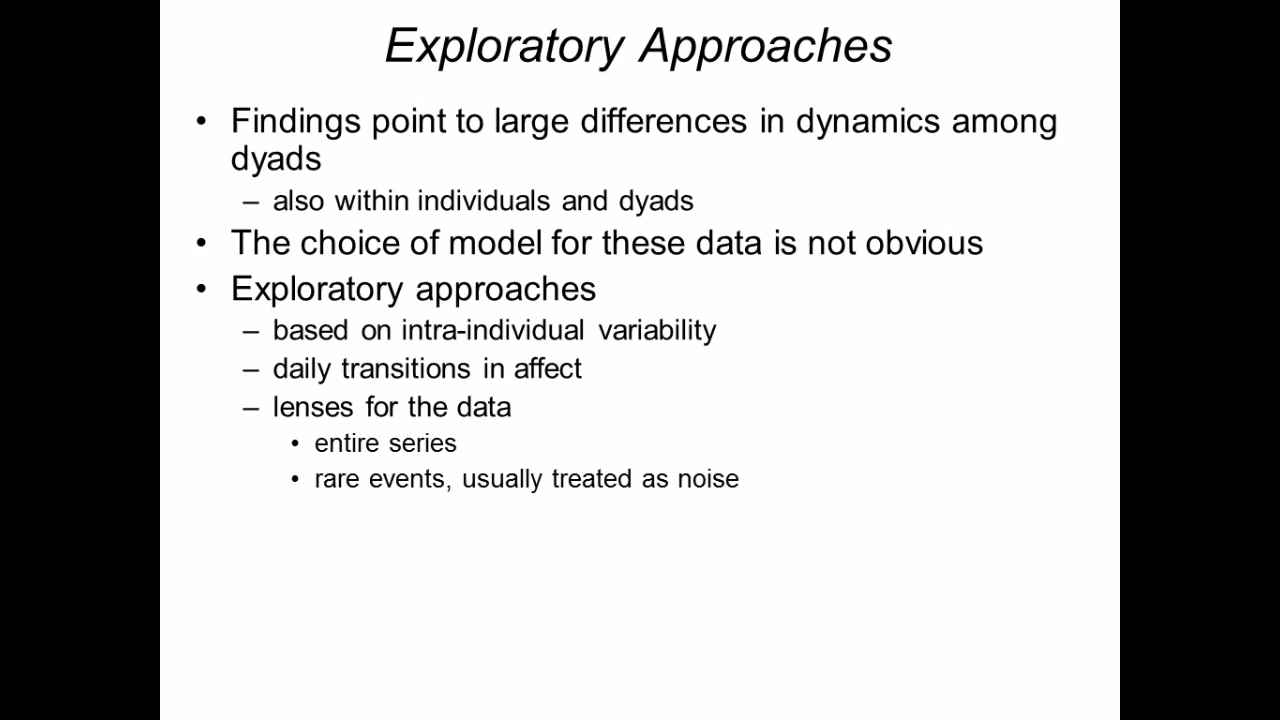 Exploratory Approaches
• Findings point to large differences in dynamics among
dyads
– also within individuals and dyads
• The choice of model for these data is not obvious
• Exploratory approaches
– based on intra-individual variability
– daily transitions in affect
– lenses for the data
• entire series
• rare events, usually treated as noise